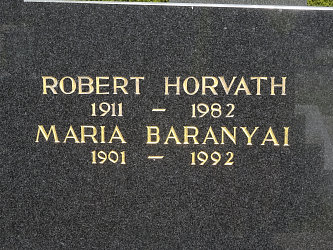 ROBERT HORVATH
1911 — 1982
MARIA BARANYAI
1901 — 1992